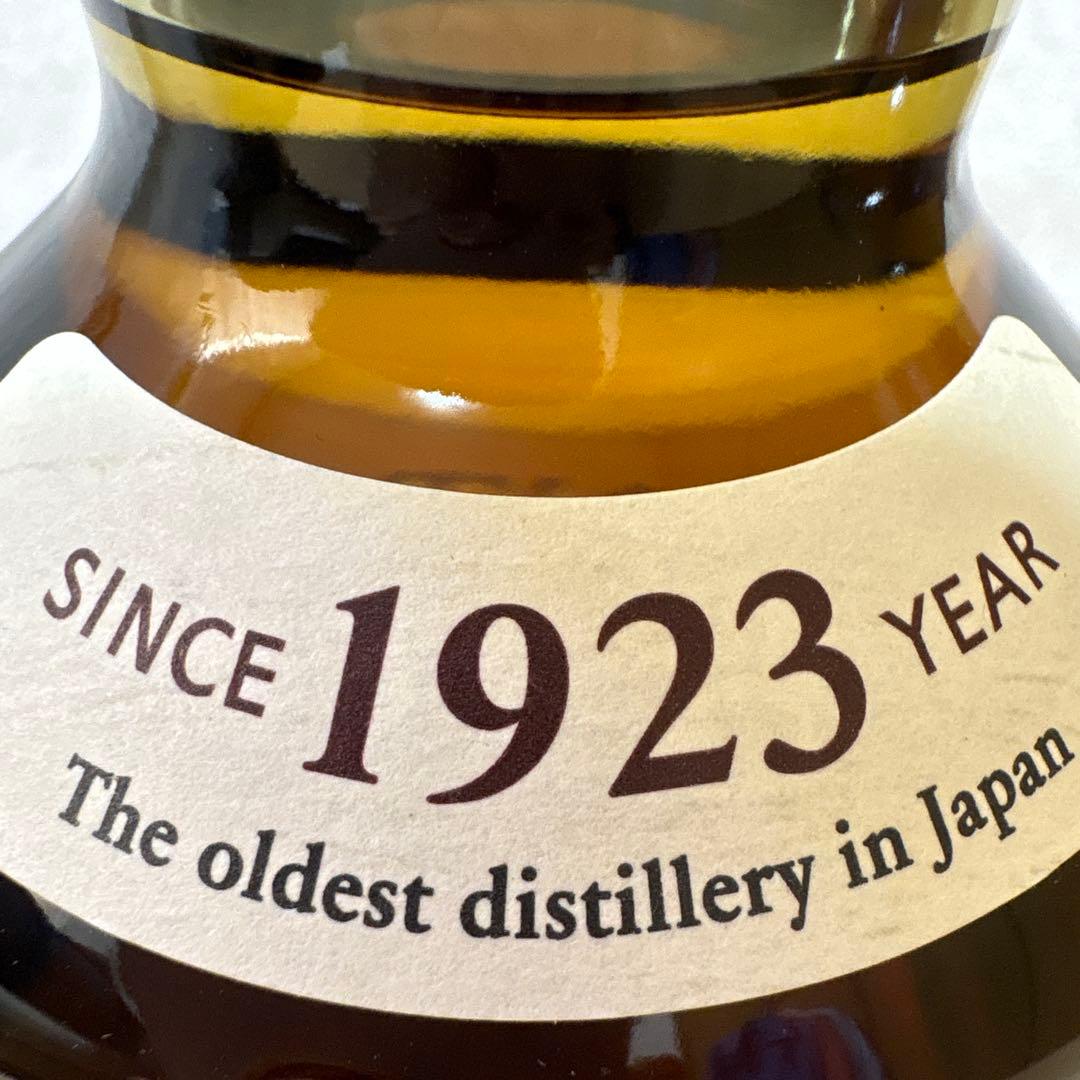 SINCE 1923 YEAR
The oldest distillery in Japan